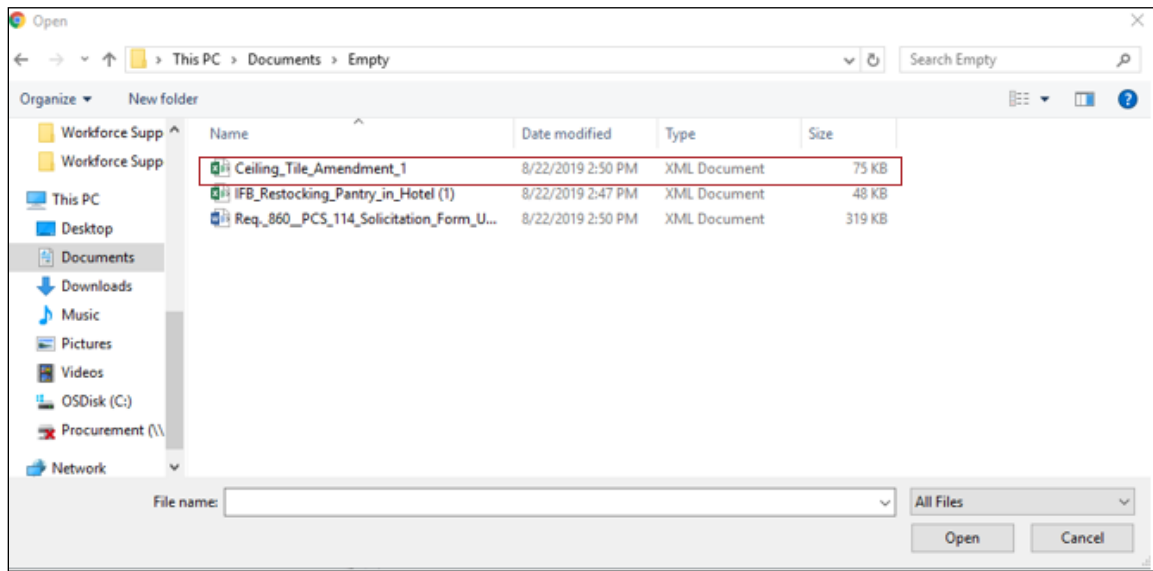 Open
This PC > Documents > Empty
Search Empty
Organize
New folder
Name
Date modified
Type
Size
Workforce Supp
Workforce Supp
This PC
Desktop
Documents
Downloads
Music
Pictures
Videos
OSDisk (C:)
Procurement (\\
Network
Ceiling_Tile_Amendment_1 8/22/2019 2:50 PM XML Document 75 KB
IFB_Restocking_Pantry_in_Hotel (1) 8/22/2019 2:47 PM XML Document 48 KB
Req._860__PCS_114_Solicitation_Form_U... 8/22/2019 2:50 PM XML Document 319 KB
File name:
All Files
Open
Cancel